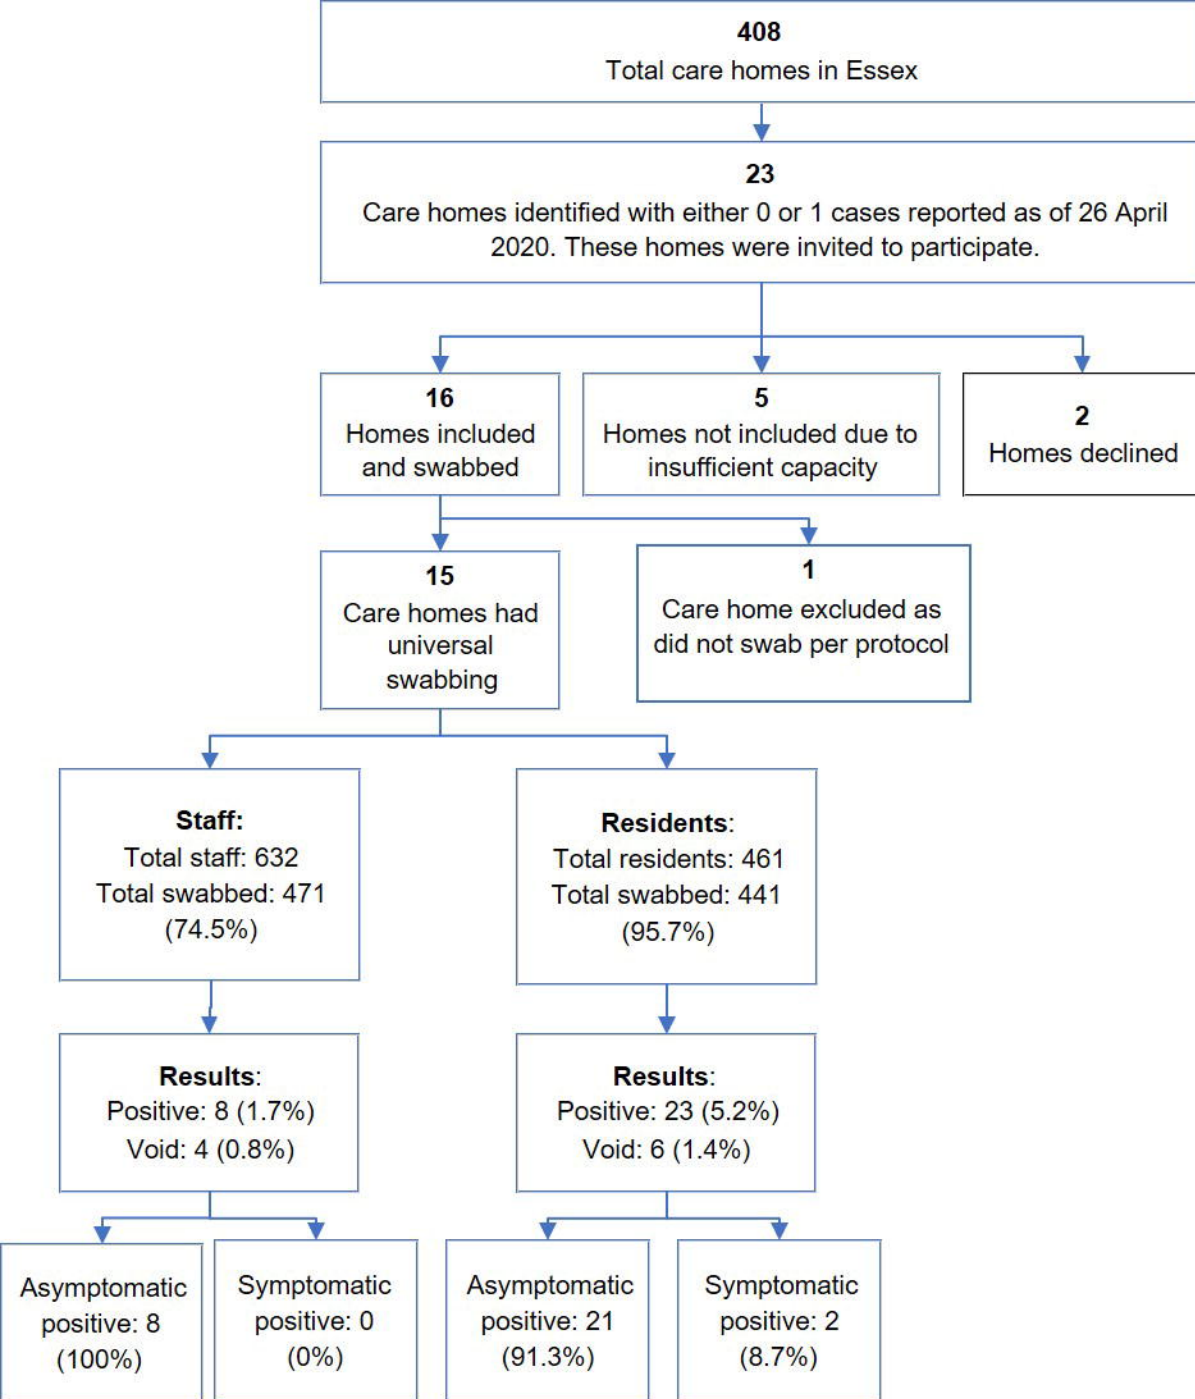 408
Total care homes in Essex
23
Care homes identified with either 0 or 1 cases reported as of 26 April
2020. These homes were invited to participate.
16
Homes included
and swabbed
5
Homes not included due to
insufficient capacity
2
Homes declined
15
Care homes had
universal
swabbing
1
Care home excluded as
did not swab per protocol
Staff:
Total staff: 632
Total swabbed: 471
(74.5%)
Residents:
Total residents: 461
Total swabbed: 441
(95.7%)
Results:
Positive: 8 (1.7%)
Void: 4 (0.8%)
Results:
Positive: 23 (5.2%)
Void: 6 (1.4%)
Asymptomatic
positive: 8
(100%)
Symptomatic
positive: 0
(0%)
Asymptomatic
positive: 21
(91.3%)
Symptomatic
positive: 2
(8.7%)